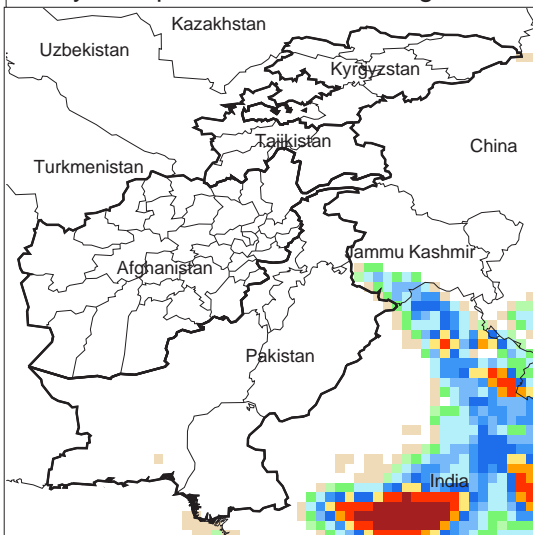 Kazakhstan
Uzbekistan
Kyrgyzstan
Tajikistan
China
Turkmenistan
Jammu Kashmir
Afghanistan
Pakistan
India